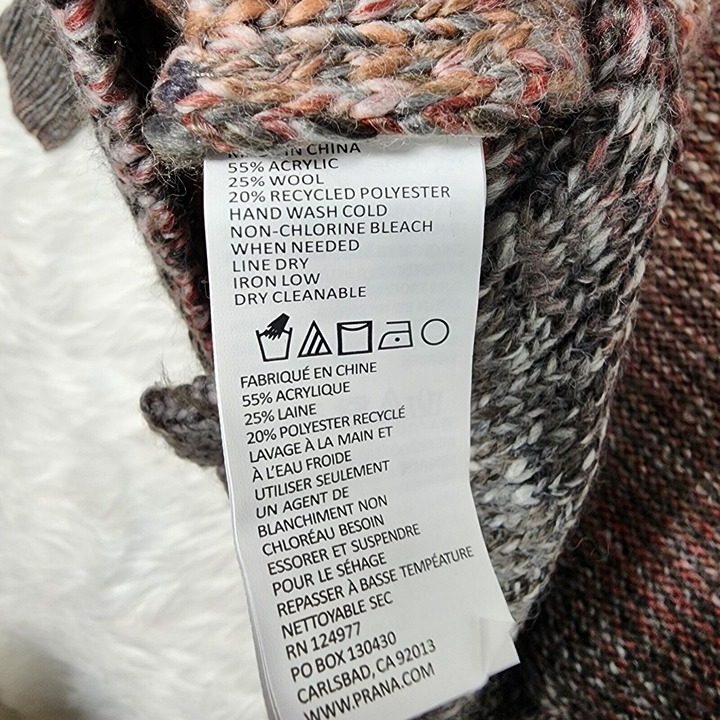 IN CHINA
55% ACRYLIC
25% WOOL
20% RECYCLED POLYESTER
HAND WASH COLD
NON-CHLORINE BLEACH
WHEN NEEDED
LINE DRY
IRON LOW
DRY CLEANABLE
FABRIQUÉ EN CHINE
55% ACRYLIQUE
25% LAINE
20% POLYESTER RECYCLÉ
LAVAGE À LA MAIN ET
À L'EAU FROIDE
UTILISER SEULEMENT
UN AGENT DE
BLANCHIMENT NON
CHLORÉAU BESOIN
ESSORER ET SUSPENDRE
POUR LE SÉHAGE
REPASSER À BASSE TEMPÉATURE
NETTOYABLE SEC
RN 124977
PO BOX 130430
CARLSBAD, CA 92013
WWW.PRANA.COM